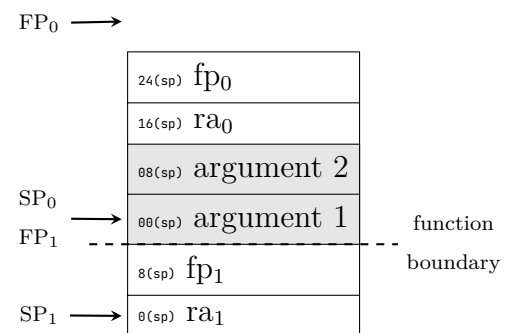 FP₀
24(sp) fp₀
16(sp) ra₀
08(sp) argument 2
SP₀
00(sp) argument 1
FP₁
function
boundary
8(sp) fp₁
SP₁
0(sp) ra₁